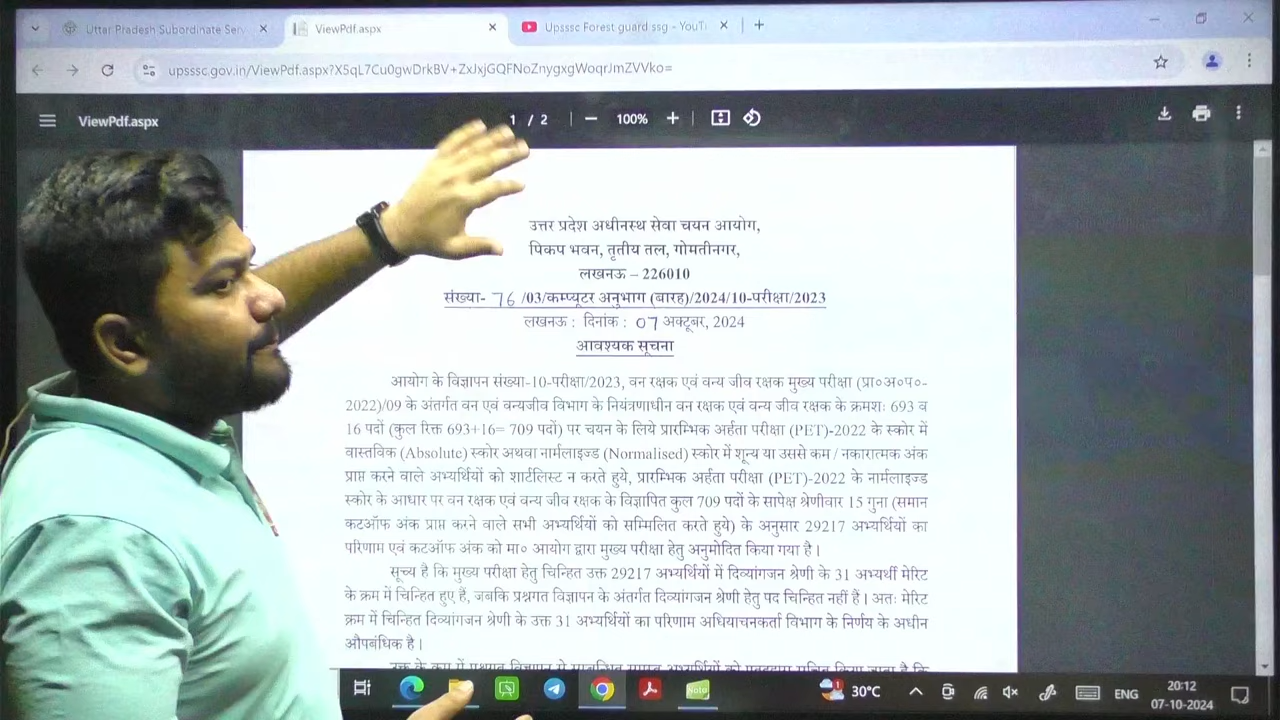 Uttar Pradesh Subordinate Serv
ViewPdf.aspx
Upsssc Forest guard ssg - YouTu
upsssc.gov.in/ViewPdf.aspx?X5qL7Cu0gwDrkBV+ZxJxjGQFNoZnygxgWoqrJmZVVko=
ViewPdf.aspx
1 / 2
100%
उत्तर प्रदेश अधीनस्थ सेवा चयन आयोग,
पिकप भवन, तृतीय तल, गोमतीनगर,
लखनऊ – 226010
संख्या- 76 /03/कम्प्यूटर अनुभाग (बारह)/2024/10-परीक्षा/2023
लखनऊ : दिनांक : 07 अक्टूबर, 2024
आवश्यक सूचना
आयोग के विज्ञापन संख्या-10-परीक्षा/2023, वन रक्षक एवं वन्य जीव रक्षक मुख्य परीक्षा (प्रा०अ०प०-
2022)/09 के अंतर्गत वन एवं वन्यजीव विभाग के नियंत्रणाधीन वन रक्षक एवं वन्य जीव रक्षक के क्रमशः 693 व
16 पदों (कुल रिक्त 693+16= 709 पदों) पर चयन के लिये प्रारम्भिक अर्हता परीक्षा (PET)-2022 के स्कोर में
वास्तविक (Absolute) स्कोर अथवा नार्मलाइज्ड (Normalised) स्कोर में शून्य या उससे कम / नकारात्मक अंक
प्राप्त करने वाले अभ्यर्थियों को शार्टलिस्ट न करते हुये, प्रारम्भिक अर्हता परीक्षा (PET)-2022 के नार्मलाइज्ड
स्कोर के आधार पर वन रक्षक एवं वन्य जीव रक्षक के विज्ञापित कुल 709 पदों के सापेक्ष श्रेणीवार 15 गुना (समान
कटऑफ अंक प्राप्त करने वाले सभी अभ्यर्थियों को सम्मिलित करते हुये) के अनुसार 29217 अभ्यर्थियों का
परिणाम एवं कटऑफ अंक को मा० आयोग द्वारा मुख्य परीक्षा हेतु अनुमोदित किया गया है।
सूच्य है कि मुख्य परीक्षा हेतु चिन्हित उक्त 29217 अभ्यर्थियों में दिव्यांगजन श्रेणी के 31 अभ्यर्थी मेरिट
के क्रम में चिन्हित हुए हैं, जबकि प्रश्नगत विज्ञापन के अंतर्गत दिव्यांगजन श्रेणी हेतु पद चिन्हित नहीं हैं। अतः मेरिट
क्रम में चिन्हित दिव्यांगजन श्रेणी के उक्त 31 अभ्यर्थियों का परिणाम अधियाचनकर्ता विभाग के निर्णय के अधीन
औपबंधिक है।
Note
1
30°C
ENG
20:12
07-10-2024